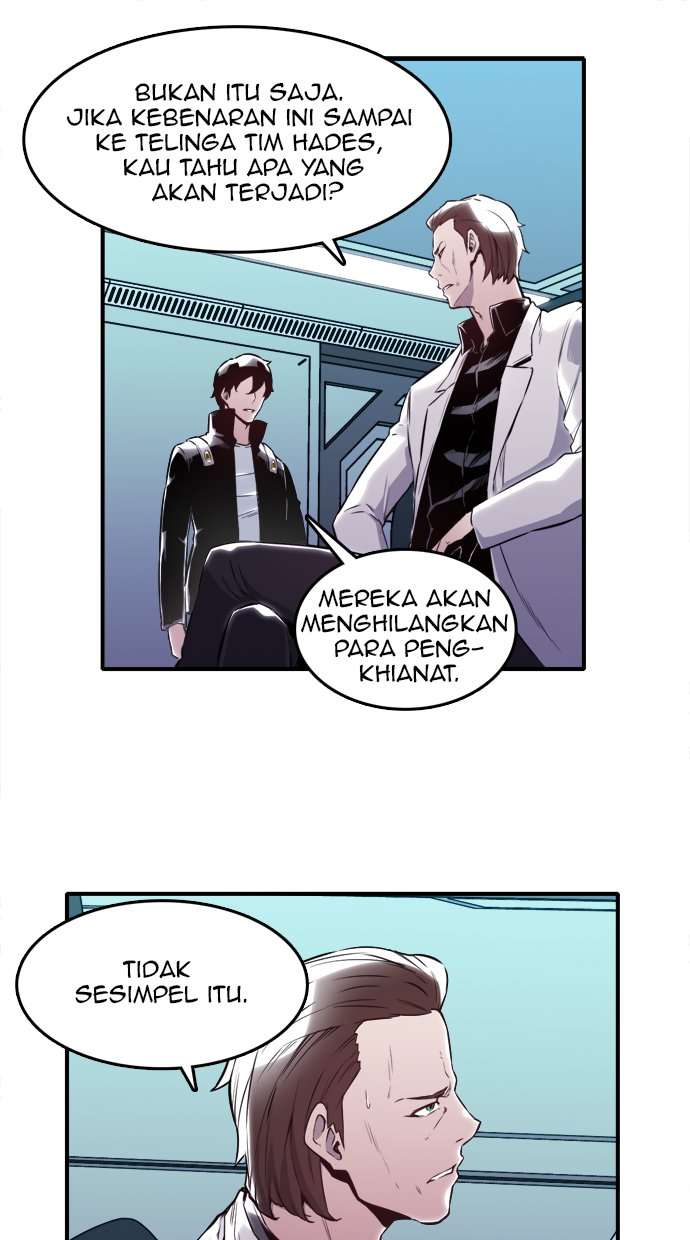 BUKAN ITU SAJA.
JIKA KEBENARAN INI SAMPAI
KE TELINGA TIM HADES,
KAU TAHU APA YANG
AKAN TERJADI?
MEREKA AKAN
MENGHILANGKAN
PARA PENG-
KHIANAT.
TIDAK
SESIMPEL ITU.